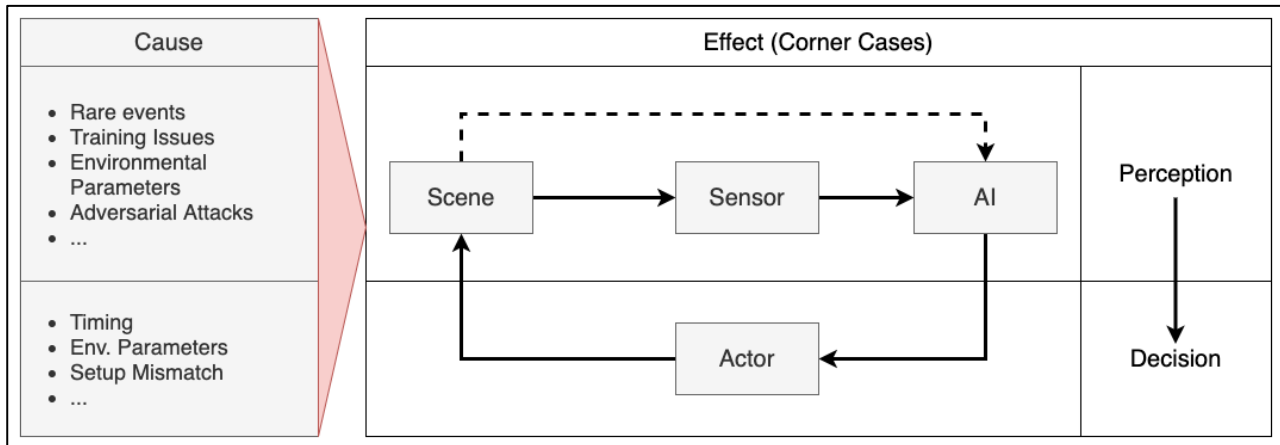 Cause
Effect (Corner Cases)
• Rare events
• Training Issues
• Environmental
Parameters
• Adversarial Attacks
• ...
Scene
Sensor
AI
Perception
• Timing
• Env. Parameters
• Setup Mismatch
• ...
Actor
Decision